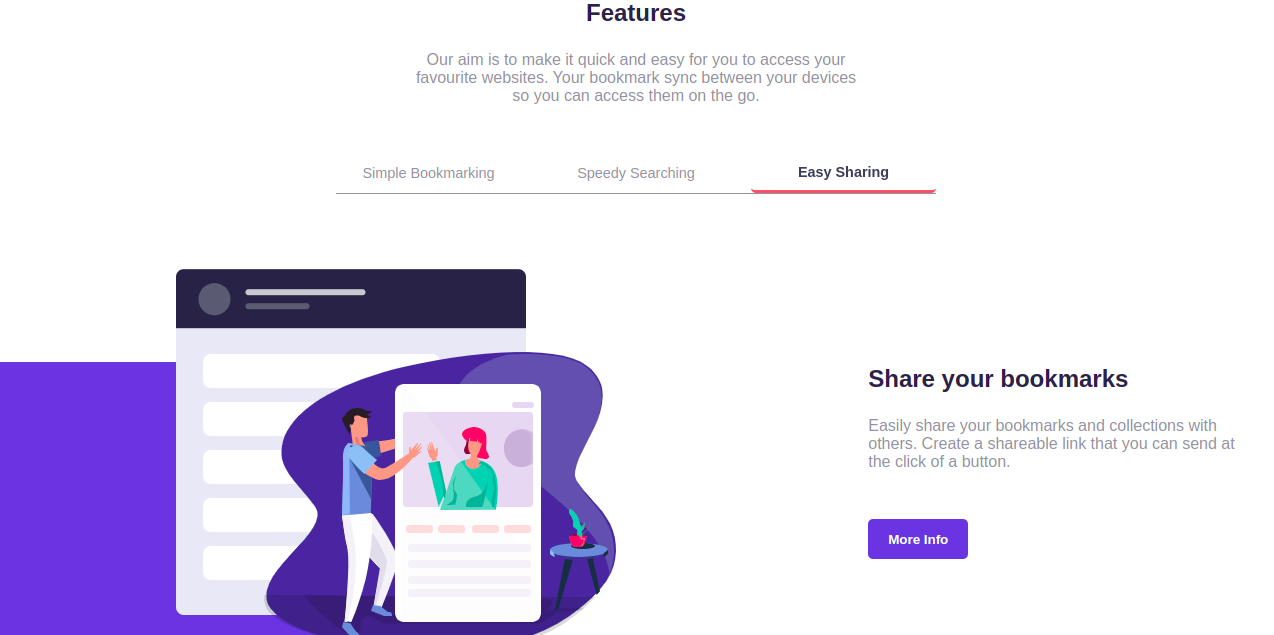 Features
Our aim is to make it quick and easy for you to access your
favourite websites. Your bookmark sync between your devices
so you can access them on the go.
Simple Bookmarking
Speedy Searching
Easy Sharing
Share your bookmarks
Easily share your bookmarks and collections with
others. Create a shareable link that you can send at
the click of a button.
More Info